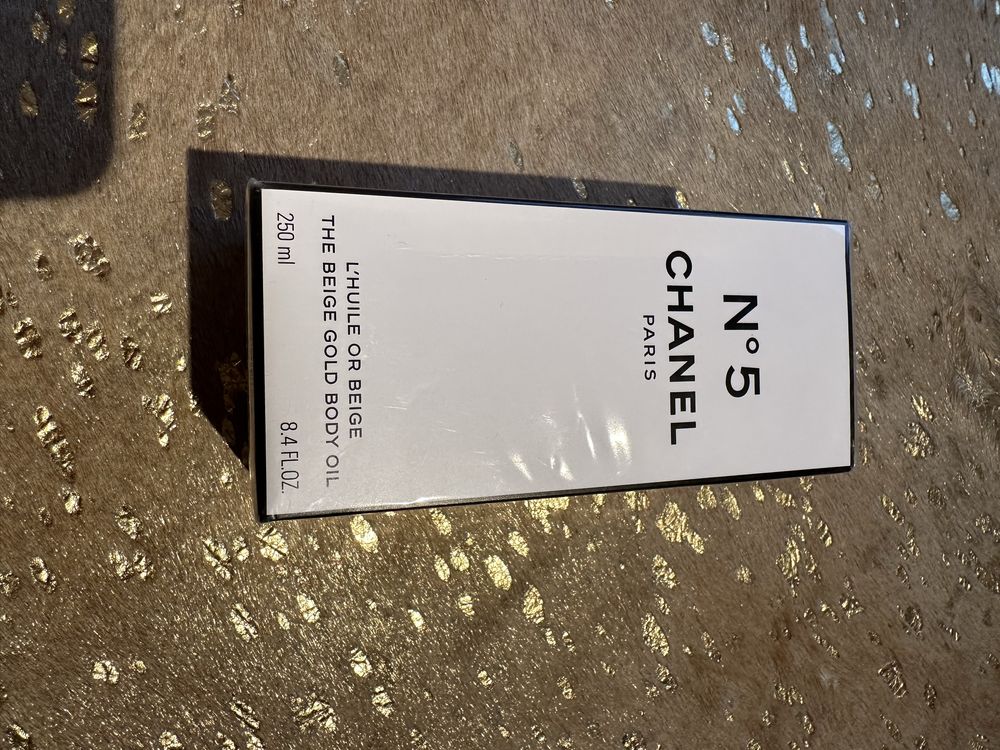 N°5
CHANEL
PARIS
L'HUILE OR BEIGE
THE BEIGE GOLD BODY OIL
250 ml 8.4 FL.OZ.